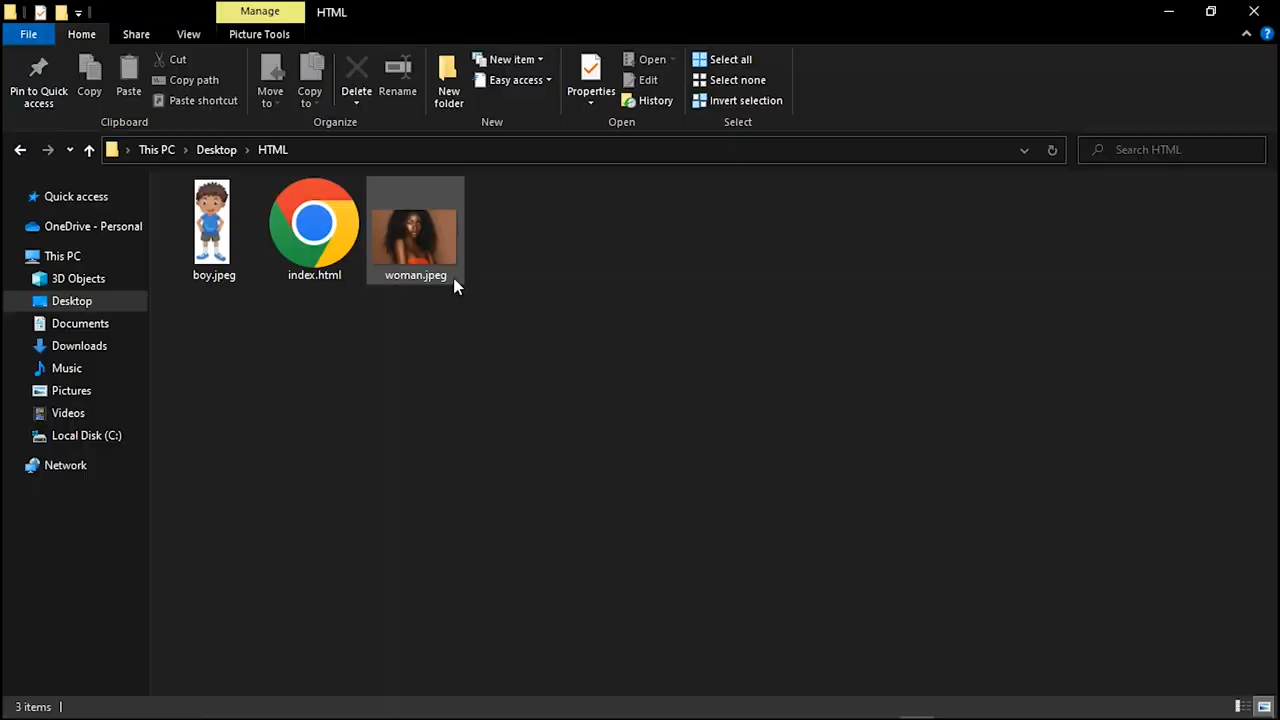 Manage
HTML
File
Home
Share
View
Picture Tools
Pin to Quick
access
Copy
Paste
Cut
Copy path
Paste shortcut
Clipboard
Move
to
Copy
to
Delete
Rename
Organize
New
folder
New item
Easy access
New
Properties
Open
Edit
History
Open
Select all
Select none
Invert selection
Select
This PC
Desktop
HTML
Search HTML
Quick access
OneDrive - Personal
This PC
3D Objects
Desktop
Documents
Downloads
Music
Pictures
Videos
Local Disk (C:)
Network
boy.jpeg
index.html
woman.jpeg
3 items